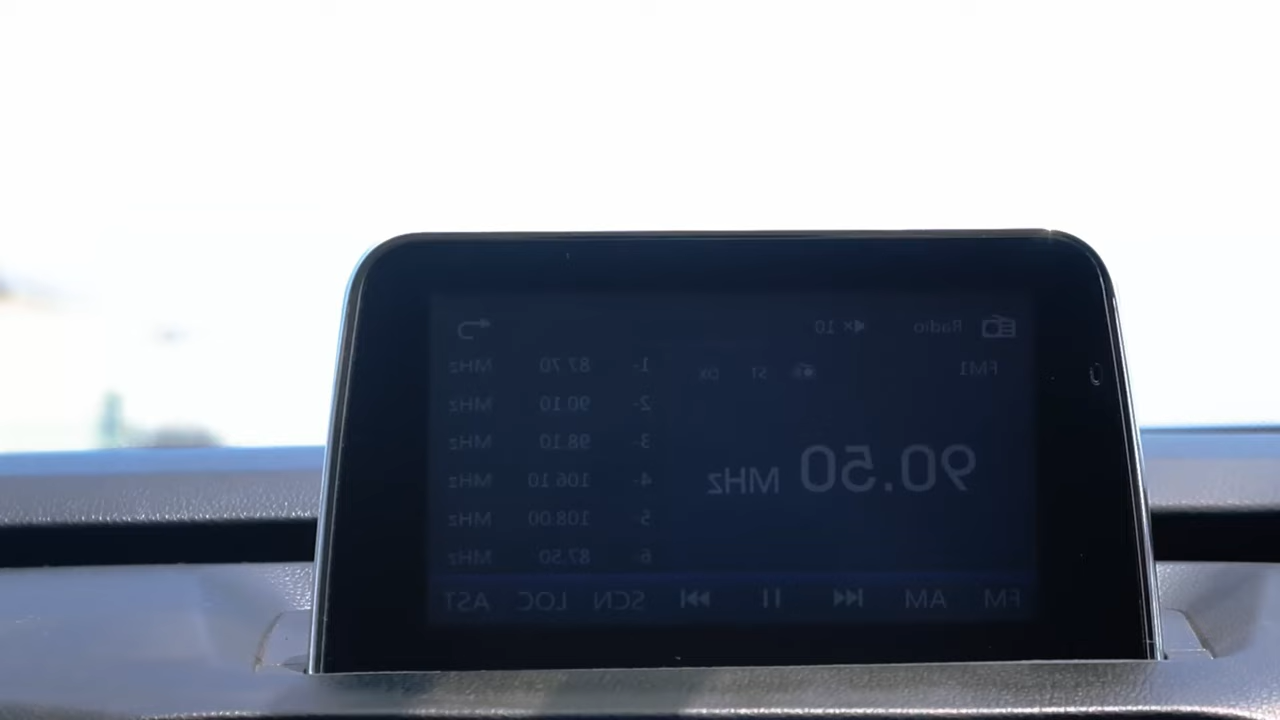 Radio 10
FM1 ST DX
90.50 MHz
1- 87.70 MHz
2- 90.10 MHz
3- 98.10 MHz
4- 106.10 MHz
5- 108.00 MHz
6- 87.50 MHz
FM AM SCN LOC AST